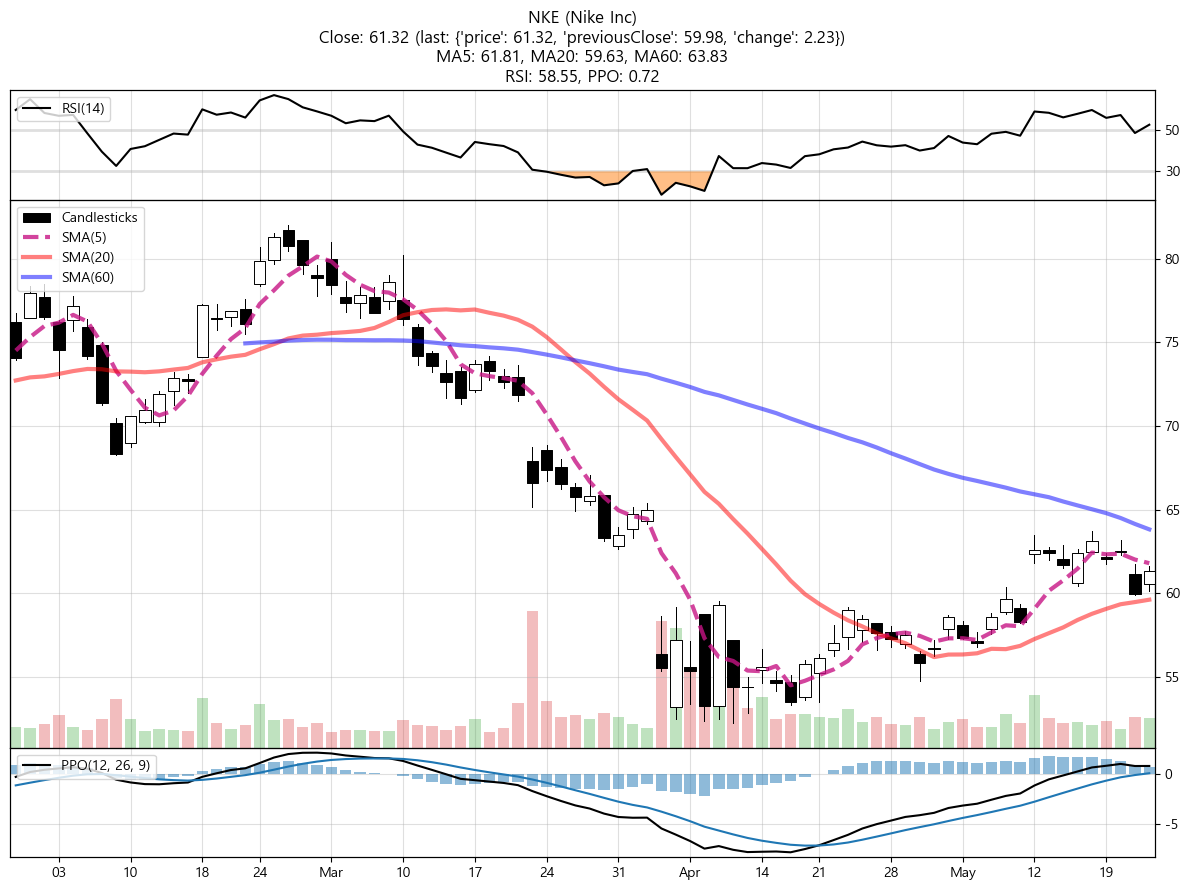 NKE (Nike Inc)
Close: 61.32 (last: {'price': 61.32, 'previousClose': 59.98, 'change': 2.23})
MA5: 61.81, MA20: 59.63, MA60: 63.83
RSI: 58.55, PPO: 0.72
RSI(14)
50
30
Candlesticks
SMA(5)
SMA(20)
SMA(60)
80
75
70
65
60
55
PPO(12, 26, 9)
0
-5
03 10 18 24 Mar 10 17 24 31 Apr 14 21 28 May 12 19